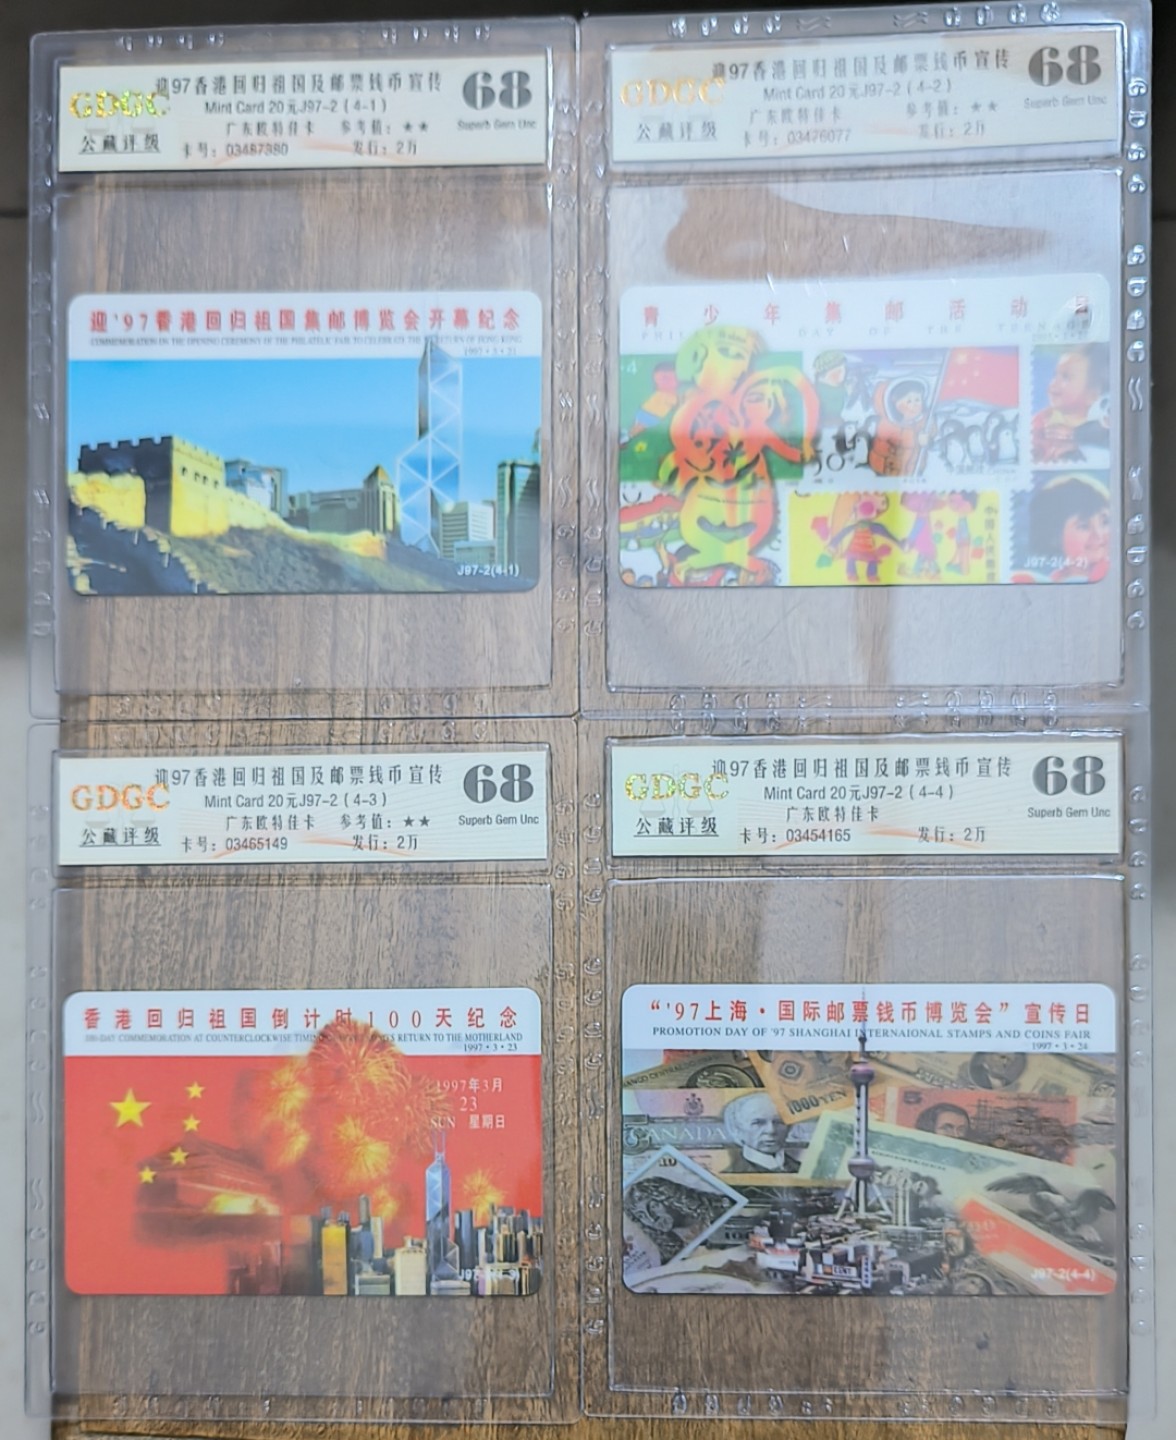 迎97香港回归祖国及邮票钱币宣传
GDGC
68
Mint Card 20元J97-2 ( 4-1 )
广东欧特佳卡 参考值：★★
Superb Gem Unc
公藏评级
卡号：03487380 发行：2万
迎'97香港回归祖国集邮博览会开幕纪念
1997·3·21
J97-2(4-1)
迎97香港回归祖国及邮票钱币宣传
GDGC
68
Mint Card 20元J97-2 ( 4-2 )
广东欧特佳卡 参考值：★★
Superb Gem Unc
公藏评级
卡号：03476077 发行：2万
青少年集邮活动日
DAY OF THE TEENAGE
J97-2(4-2)
迎97香港回归祖国及邮票钱币宣传
GDGC
68
Mint Card 20元J97-2 ( 4-3 )
广东欧特佳卡 参考值：★★
Superb Gem Unc
公藏评级
卡号：03465149 发行：2万
香港回归祖国倒计时100天纪念
100-DAY COMMEMORATION AT COUNTERCLOCKWISE RETURN TO THE MOTHERLAND
1997·3·23
1997年3月
23
SUN 星期日
迎97香港回归祖国及邮票钱币宣传
GDGC
68
Mint Card 20元J97-2 ( 4-4 )
广东欧特佳卡
Superb Gem Unc
公藏评级
卡号：03454165 发行：2万
“'97上海·国际邮票钱币博览会”宣传日
PROMOTION DAY OF '97 SHANGHAI INTERNAIONAL STAMPS AND COINS FAIR
1997·3·24
1000YEN
CANADA
J97-2(4-4)